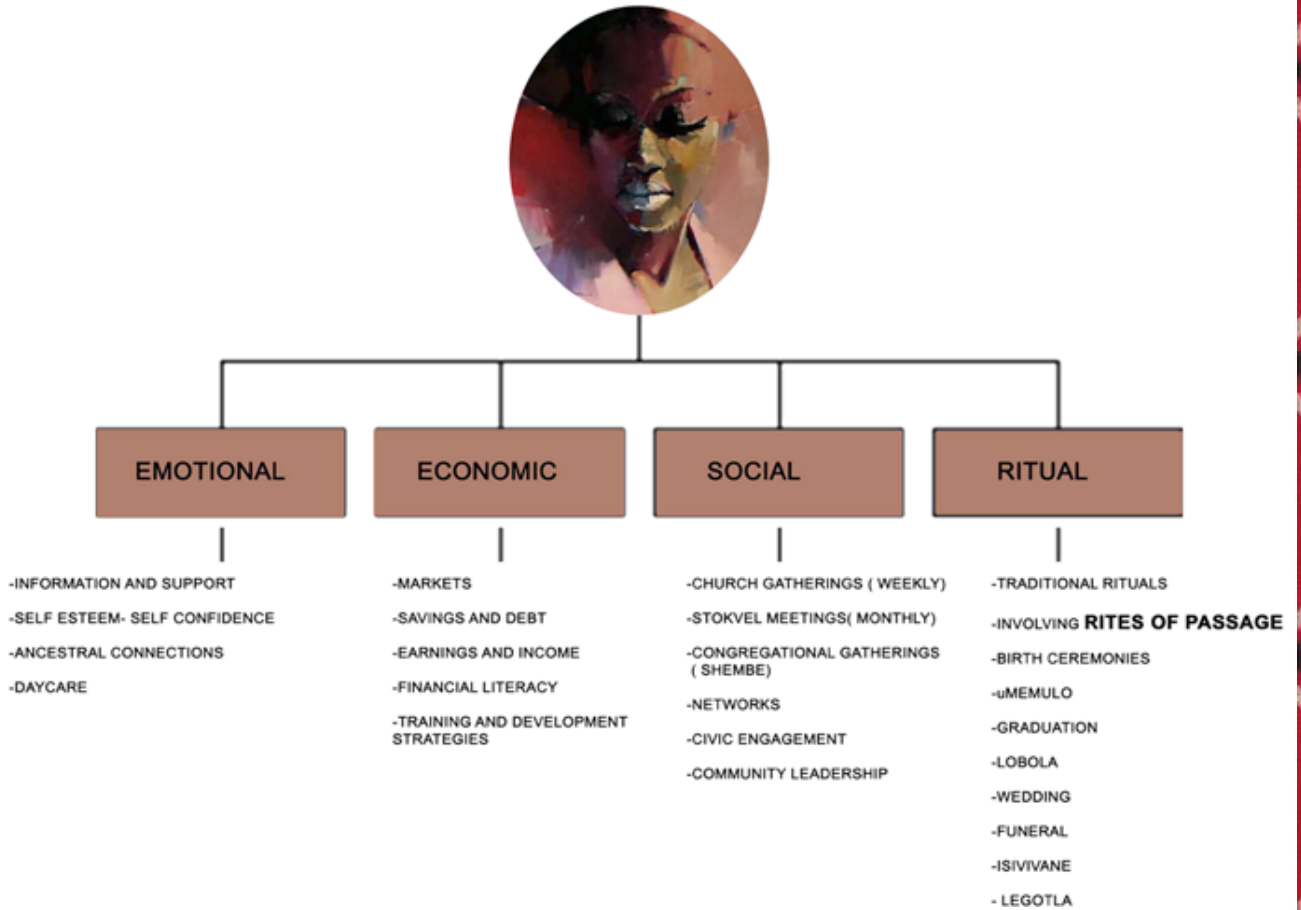 EMOTIONAL
-INFORMATION AND SUPPORT
-SELF ESTEEM- SELF CONFIDENCE
-ANCESTRAL CONNECTIONS
-DAYCARE
ECONOMIC
-MARKETS
-SAVINGS AND DEBT
-EARNINGS AND INCOME
-FINANCIAL LITERACY
-TRAINING AND DEVELOPMENT
STRATEGIES
SOCIAL
-CHURCH GATHERINGS ( WEEKLY)
-STOKVEL MEETINGS( MONTHLY)
-CONGREGATIONAL GATHERINGS
( SHEMBE)
-NETWORKS
-CIVIC ENGAGEMENT
-COMMUNITY LEADERSHIP
RITUAL
-TRADITIONAL RITUALS
-INVOLVING RITES OF PASSAGE
-BIRTH CEREMONIES
-uMEMULO
-GRADUATION
-LOBOLA
-WEDDING
-FUNERAL
-ISIVIVANE
- LEGOTLA